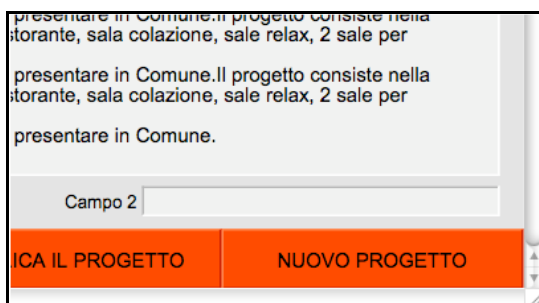 presentare in Comune.Il progetto consiste nella
storante, sala colazione, sale relax, 2 sale per
presentare in Comune.Il progetto consiste nella
storante, sala colazione, sale relax, 2 sale per
presentare in Comune.
Campo 2
ICA IL PROGETTO
NUOVO PROGETTO